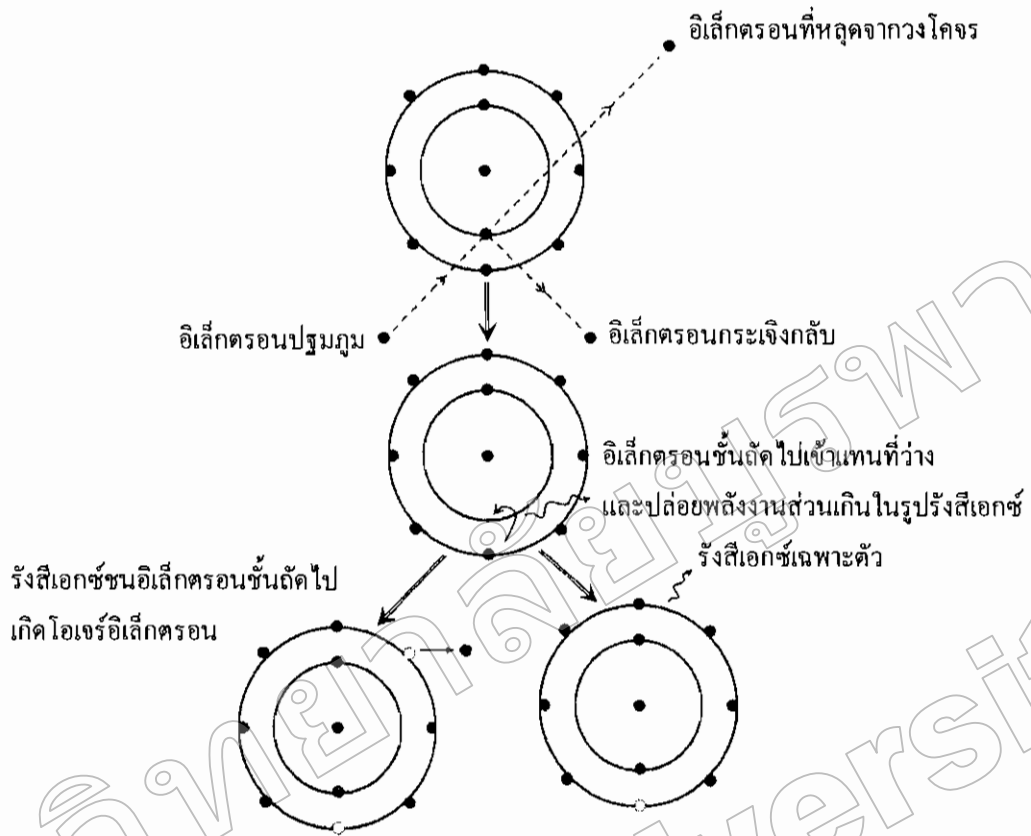 อิเล็กตรอนที่หลุดจากวงโคจร
อิเล็กตรอนปฐมภูม
อิเล็กตรอนกระเจิงกลับ
อิเล็กตรอนชั้นถัดไปเข้าแทนที่ว่าง
และปล่อยพลังงานส่วนเกินในรูปรังสีเอกซ์
รังสีเอกซ์เฉพาะตัว
รังสีเอกซ์ชนอิเล็กตรอนชั้นถัดไป
เกิดโอเจร์อิเล็กตรอน